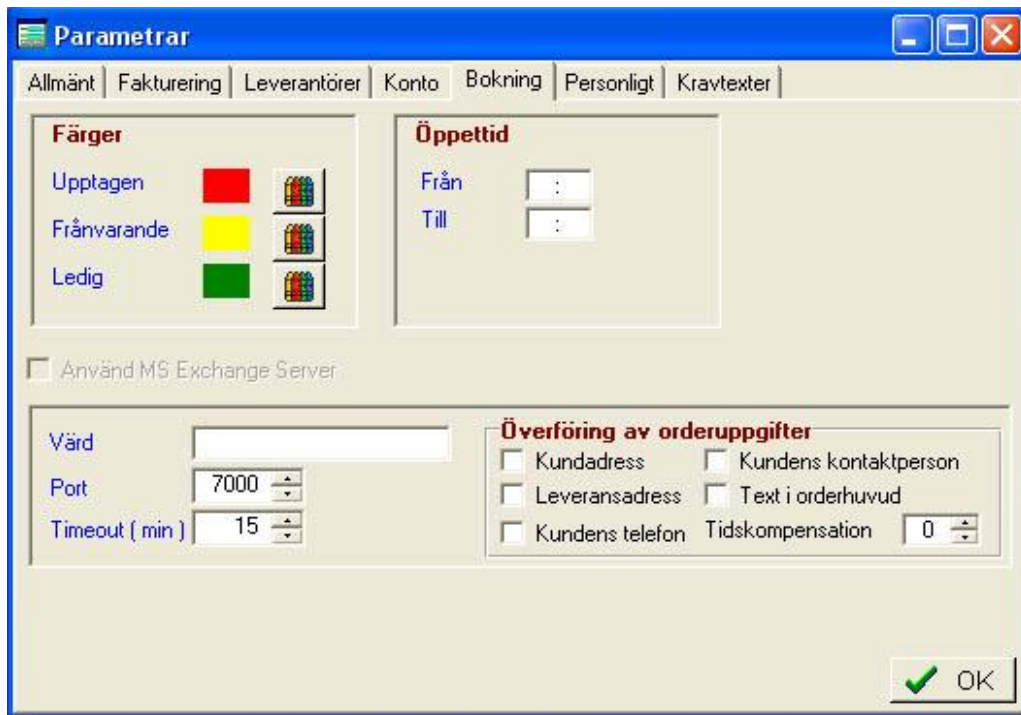 Parametrar
Allmänt Fakturering Leverantörer Konto Bokning Personligt Kravtexter
Färger
Upptagen
Frånvarande
Ledig
Öppettid
Från :
Till :
Använd MS Exchange Server
Värd
Port 7000
Timeout ( min ) 15
Överföring av orderuppgifter
Kundadress Kundens kontaktperson
Leveransadress Text i orderhuvud
Kundens telefon Tidskompensation 0
OK